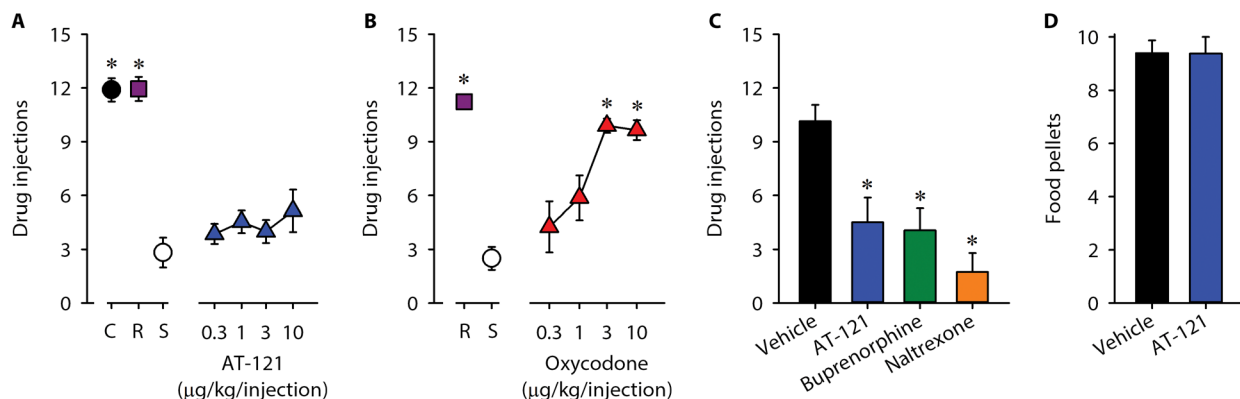 A
B
C
D
15
12
9
6
3
0
Drug injections
*
*
C
R
S
0.3
1
3
10
AT-121
(μg/kg/injection)
15
12
9
6
3
0
Drug injections
*
*
*
R
S
0.3
1
3
10
Oxycodone
(μg/kg/injection)
15
12
9
6
3
0
Drug injections
*
*
*
Vehicle
AT-121
Buprenorphine
Naltrexone
10
8
6
4
2
0
Food pellets
Vehicle
AT-121